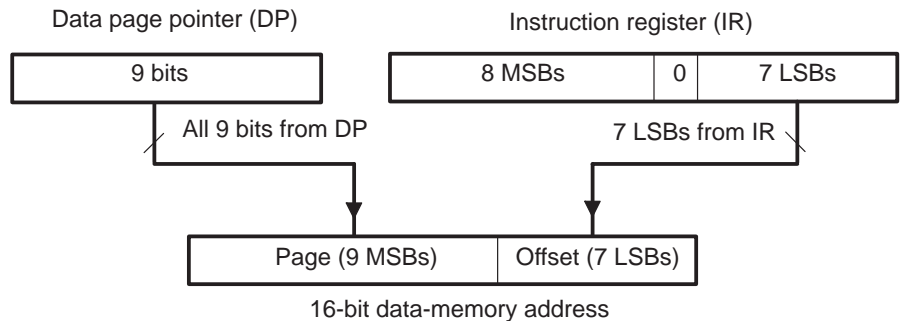 Data page pointer (DP)
Instruction register (IR)
9 bits
8 MSBs
0
7 LSBs
All 9 bits from DP
7 LSBs from IR
Page (9 MSBs)
Offset (7 LSBs)
16-bit data-memory address